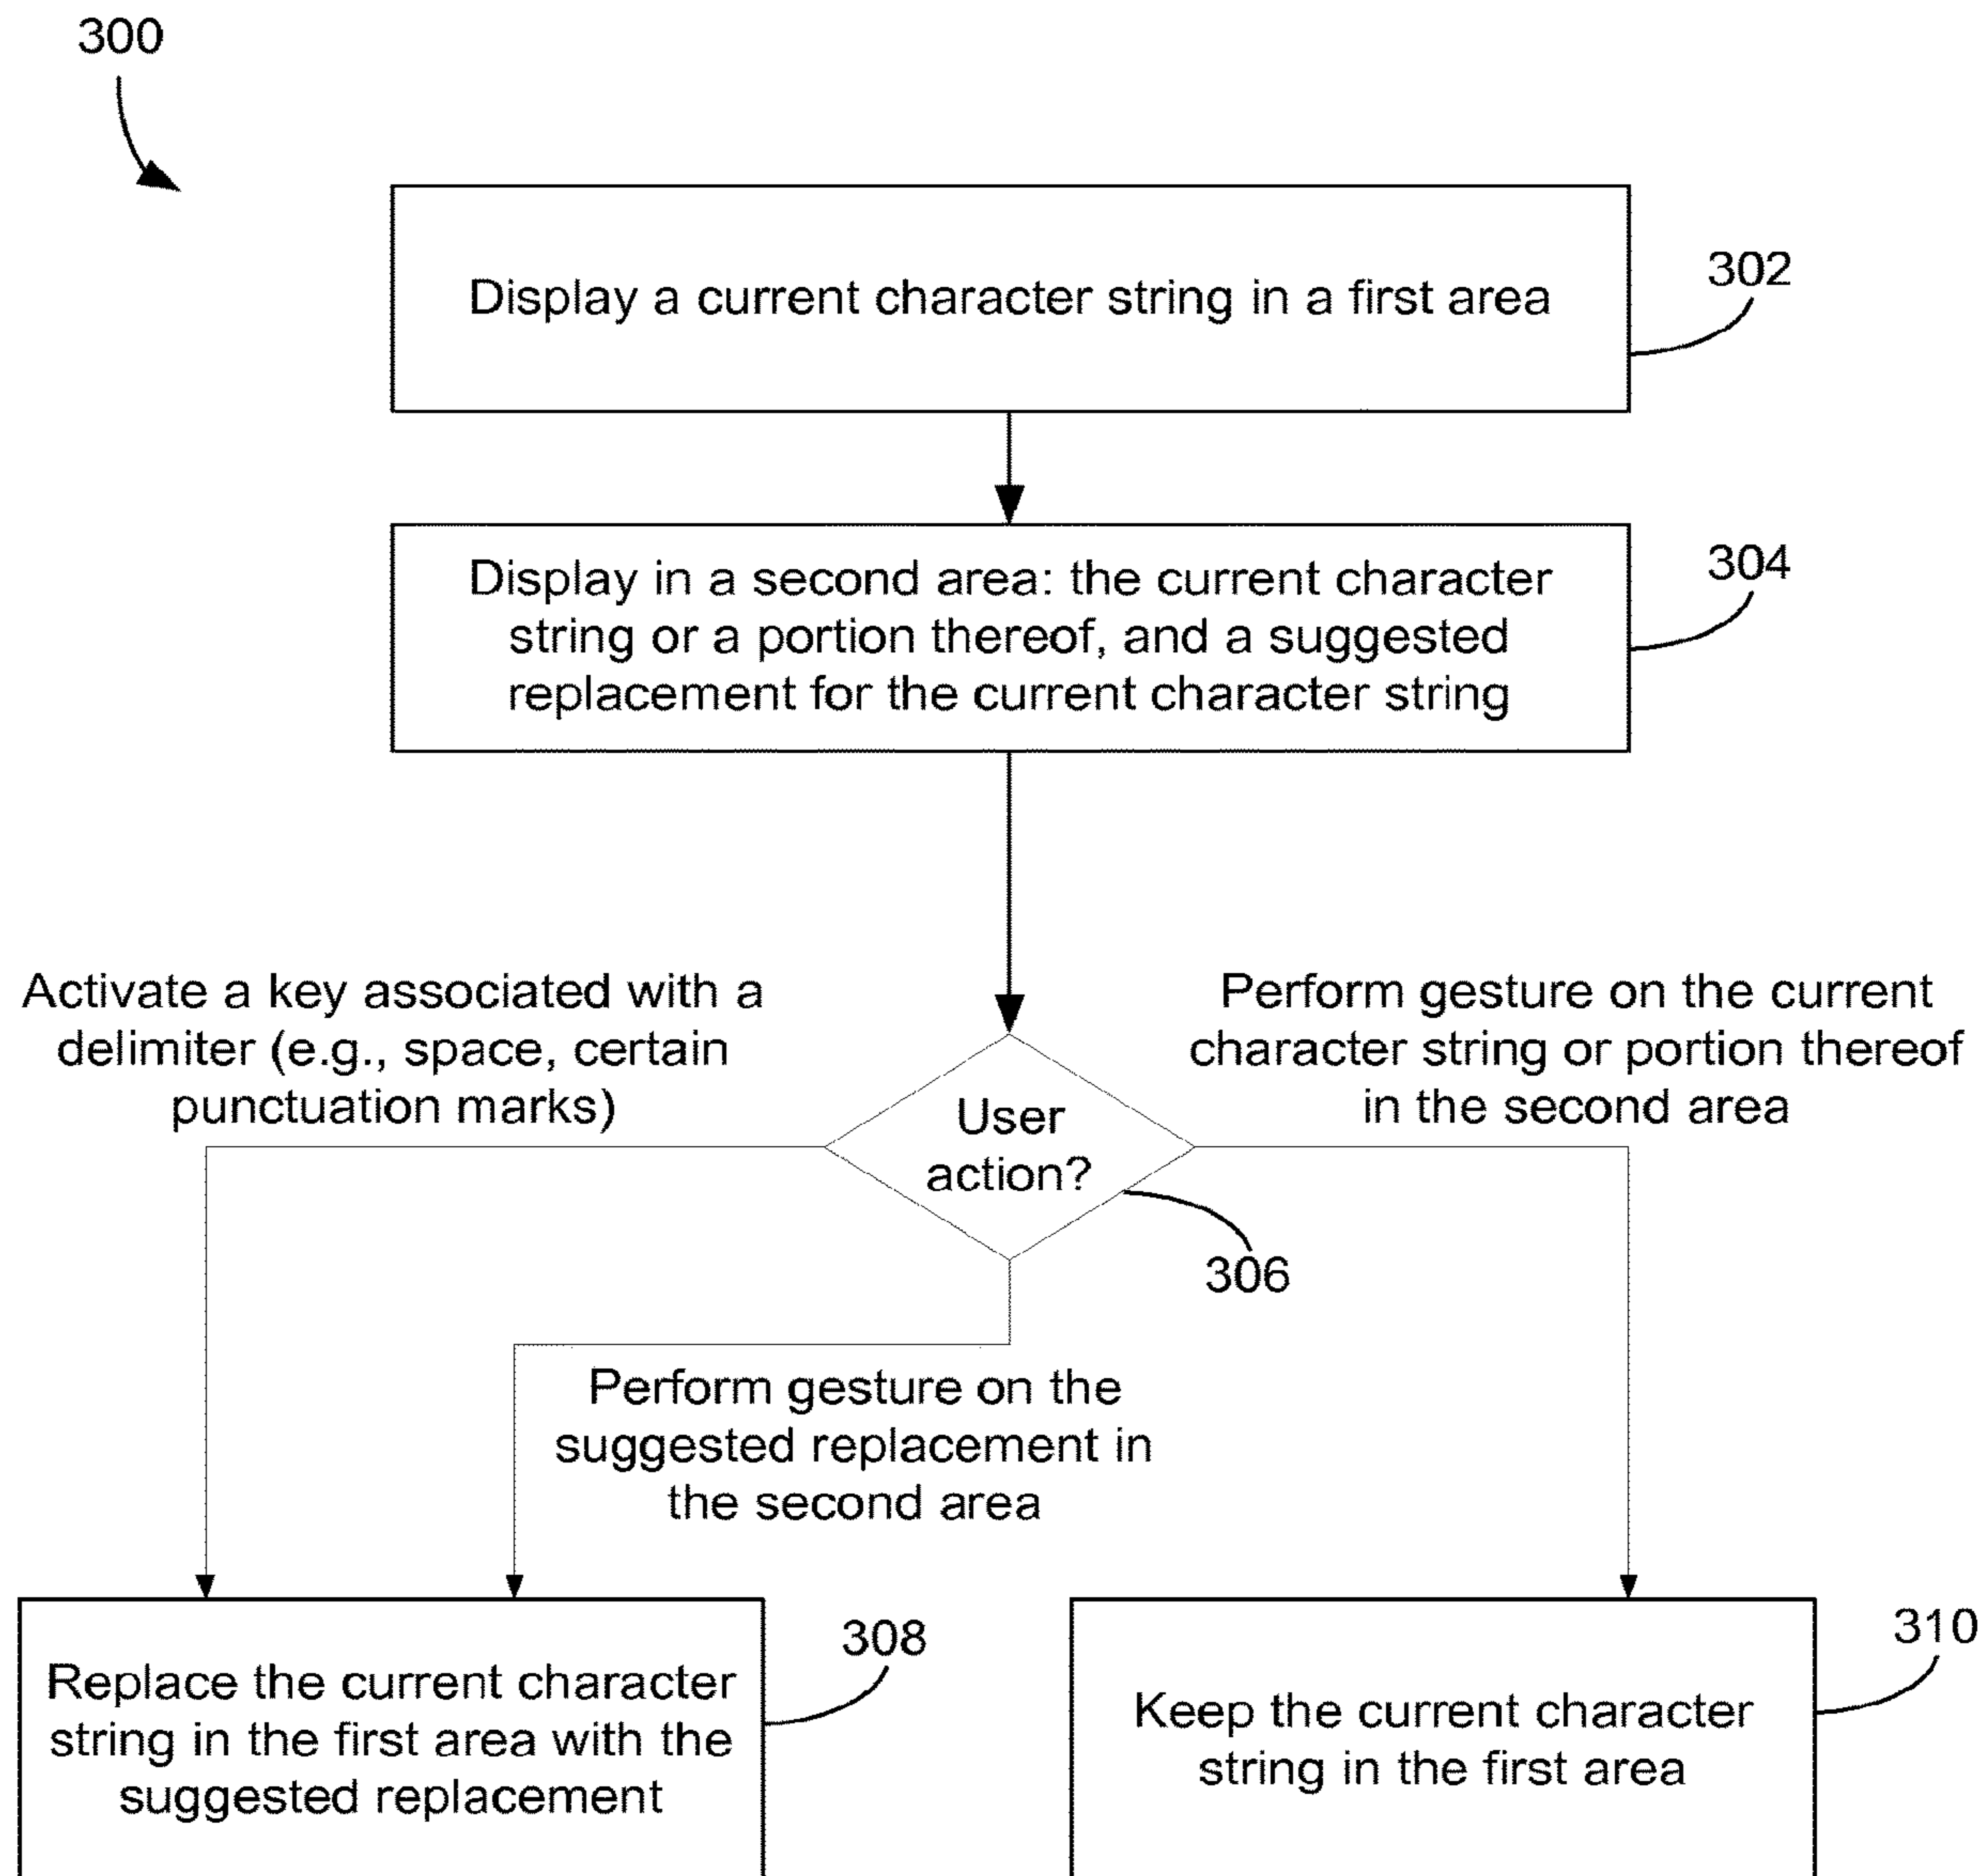 300
Display a current character string in a first area
302
Display in a second area: the current character
string or a portion thereof, and a suggested
replacement for the current character string
304
Activate a key associated with a
delimiter (e.g., space, certain
punctuation marks)
Perform gesture on the current
character string or portion thereof
in the second area
User
action?
306
Perform gesture on the
suggested replacement in
the second area
Replace the current character
string in the first area with the
suggested replacement
308
Keep the current character
string in the first area
310